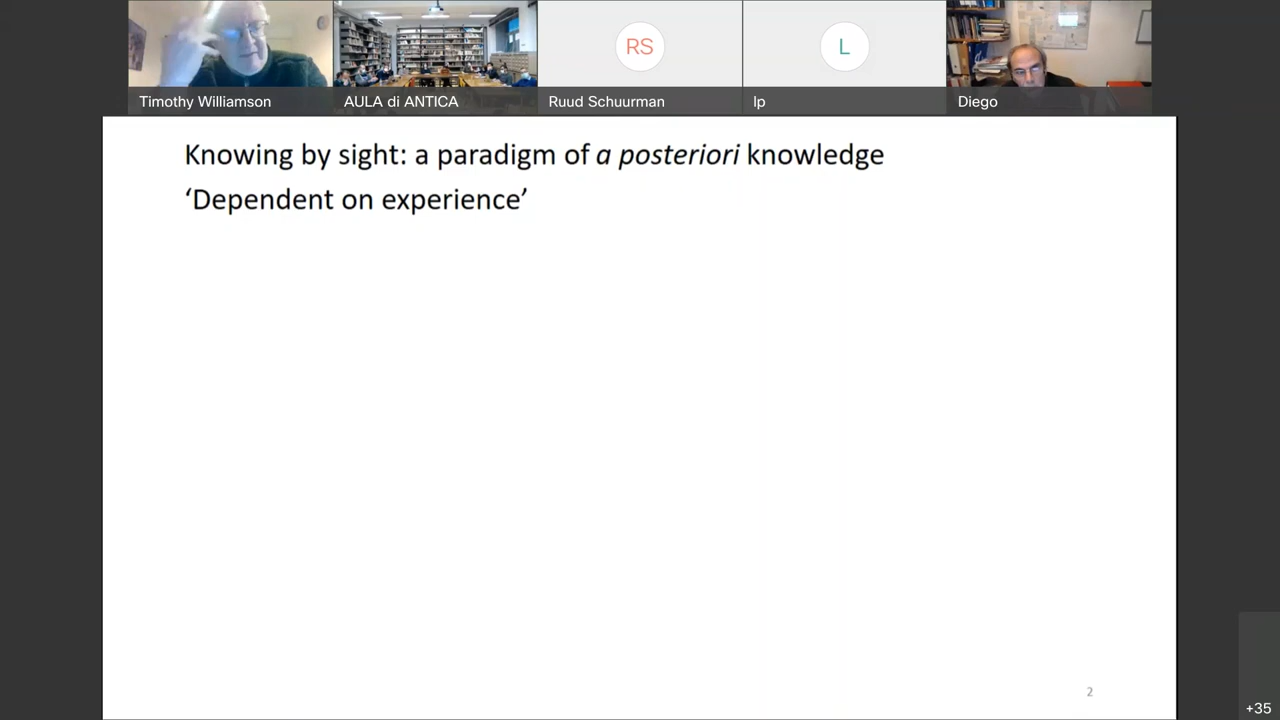 Timothy Williamson
AULA di ANTICA
RS
Ruud Schuurman
L
lp
Diego
Knowing by sight: a paradigm of a posteriori knowledge
‘Dependent on experience’
2
+35